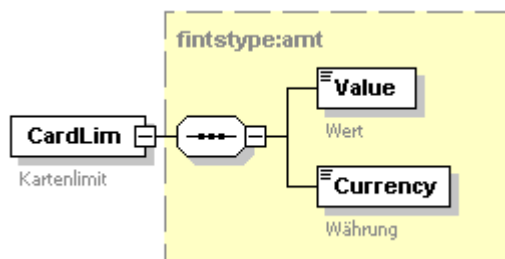 fintstype:amt
Value
Wert
CardLim
Kartenlimit
Currency
Währung